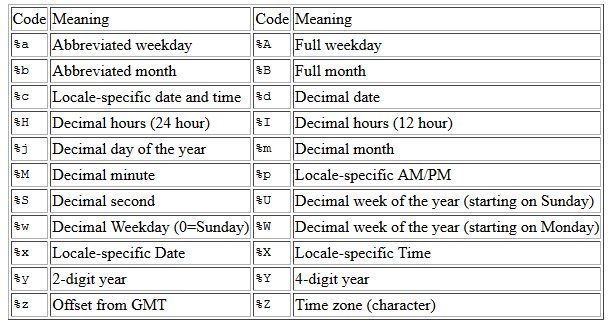 Code Meaning Code Meaning
%a Abbreviated weekday %A Full weekday
%b Abbreviated month %B Full month
%c Locale-specific date and time %d Decimal date
%H Decimal hours (24 hour) %I Decimal hours (12 hour)
%j Decimal day of the year %m Decimal month
%M Decimal minute %p Locale-specific AM/PM
%S Decimal second %U Decimal week of the year (starting on Sunday)
%w Decimal Weekday (0=Sunday) %W Decimal week of the year (starting on Monday)
%x Locale-specific Date %X Locale-specific Time
%y 2-digit year %Y 4-digit year
%z Offset from GMT %Z Time zone (character)